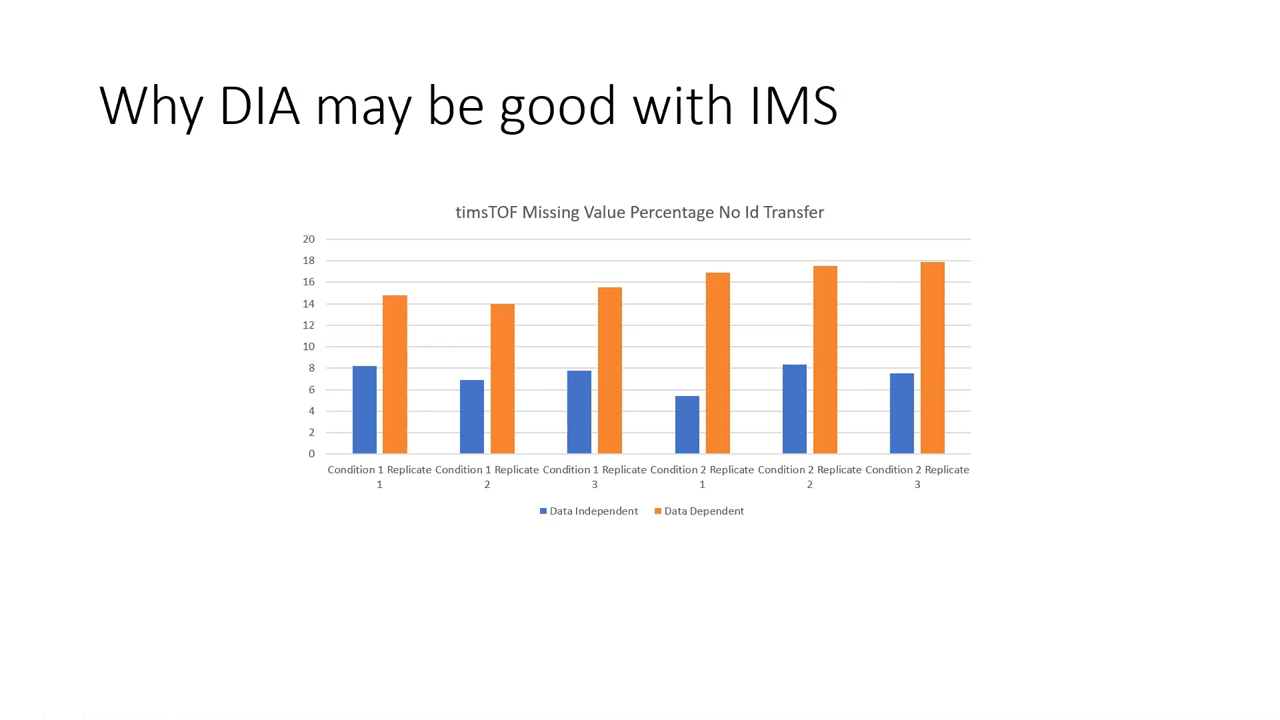 Why DIA may be good with IMS
timsTOF Missing Value Percentage No Id Transfer
20
18
16
14
12
10
8
6
4
2
0
Condition 1 Replicate Condition 1 Replicate Condition 1 Replicate Condition 2 Replicate Condition 2 Replicate Condition 2 Replicate
1 2 3 1 2 3
Data Independent Data Dependent